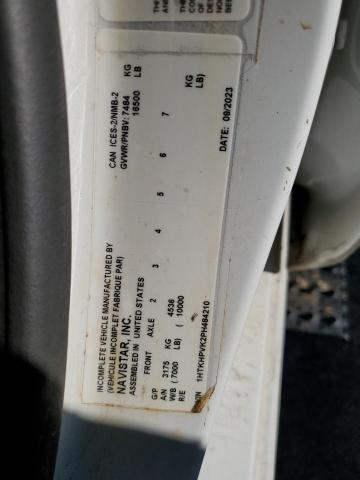 INCOMPLETE VEHICLE MANUFACTURED BY
(VEHICULE INCOMPLET FABRIQUE PAR)
NAVISTAR, INC.
ASSEMBLED IN UNITED STATES
CAN ICES-2/NMB-2
GVWR/PNBV: 7484 KG
16500 LB
FRONT AXLE 2 3 4 5 6 7
G/P
A/N 3175 KG 4536 KG
W/B (7000 LB) (10000 LB)
R/E
VIN 1HTKHPVK2PH484210
DATE: 09/2023